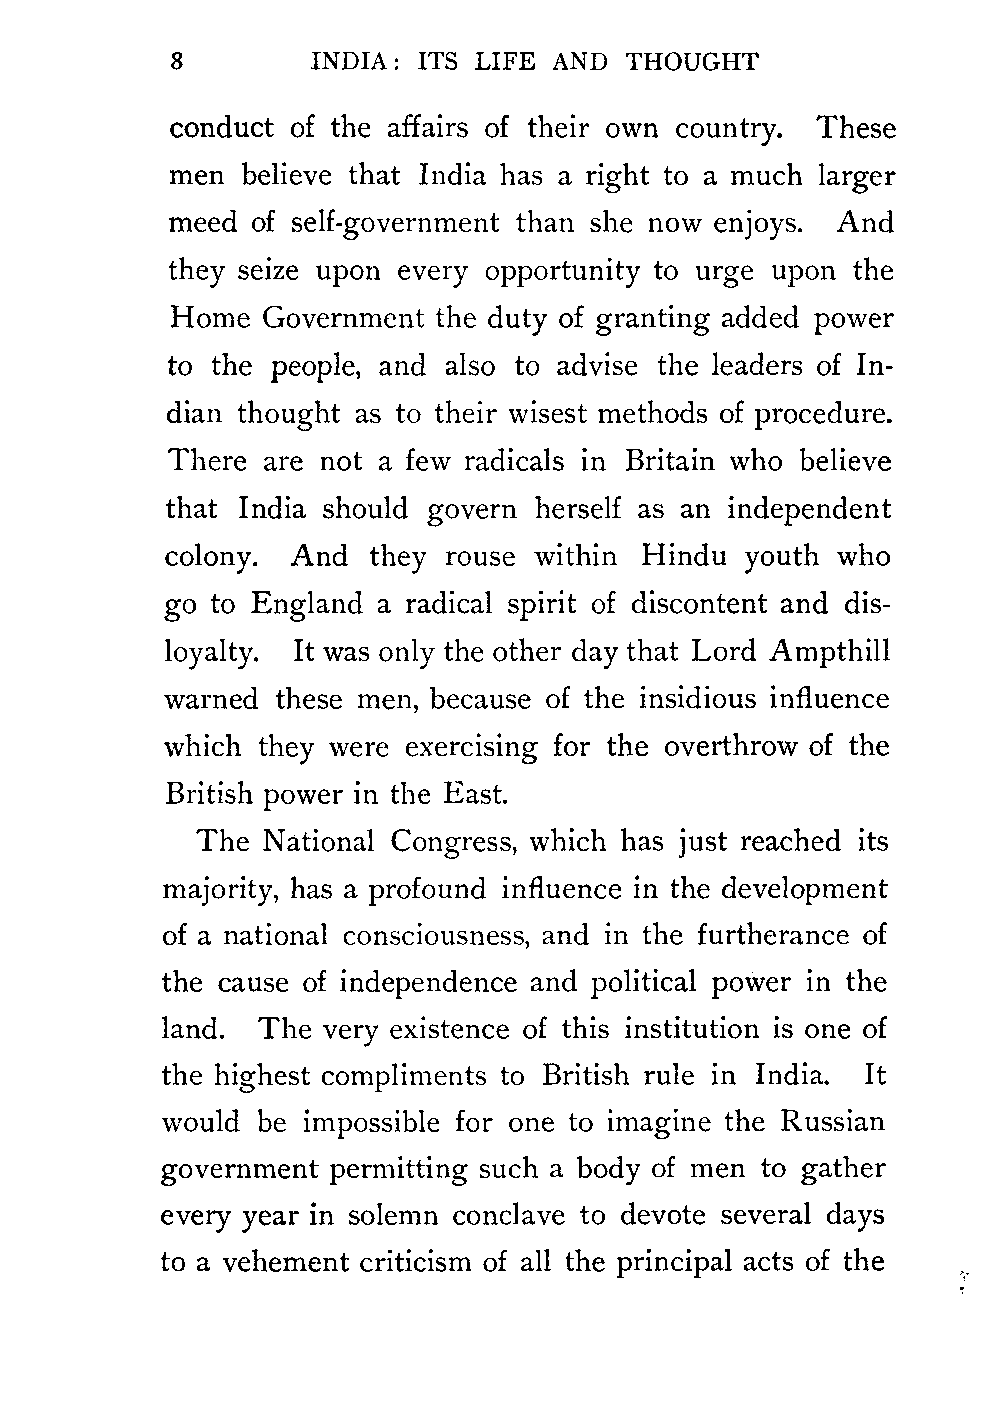 8 INDIA: ITS LIFE AND THOUGHT
conduct of the affairs of their own country. These
men believe that India has a right to a much larger
meed of self-government than she now enjoys. And
they seize upon every opportunity to urge upon the
Home Government the duty of granting added power
to the people, and also to advise the leaders of In-
dian thought as to their wisest methods of procedure.
There are not a few radicals in Britain who believe
that India should govern herself as an independent
colony. And they rouse within Hindu youth who
go to England a radical spirit of discontent and dis-
loyalty. It was only the other day that Lord Ampthill
warned these men, because of the insidious influence
which they were exercising for the overthrow of the
British power in the East.
The National Congress, which has just reached its
majority, has a profound influence in the development
of a national consciousness, and in the furtherance of
the cause of independence and political power in the
land. The very existence of this institution is one of
the highest compliments to British rule in India. It
would be impossible for one to imagine the Russian
government permitting such a body of men to gather
every year in solemn conclave to devote several days
to a vehement criticism of all the principal acts of the